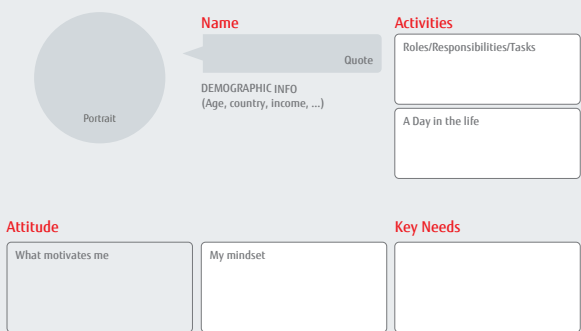 Name
Quote
DEMOGRAPHIC INFO
(Age, country, income, ...)
Portrait
Activities
Roles/Responsibilities/Tasks
A Day in the life
Attitude
What motivates me
My mindset
Key Needs